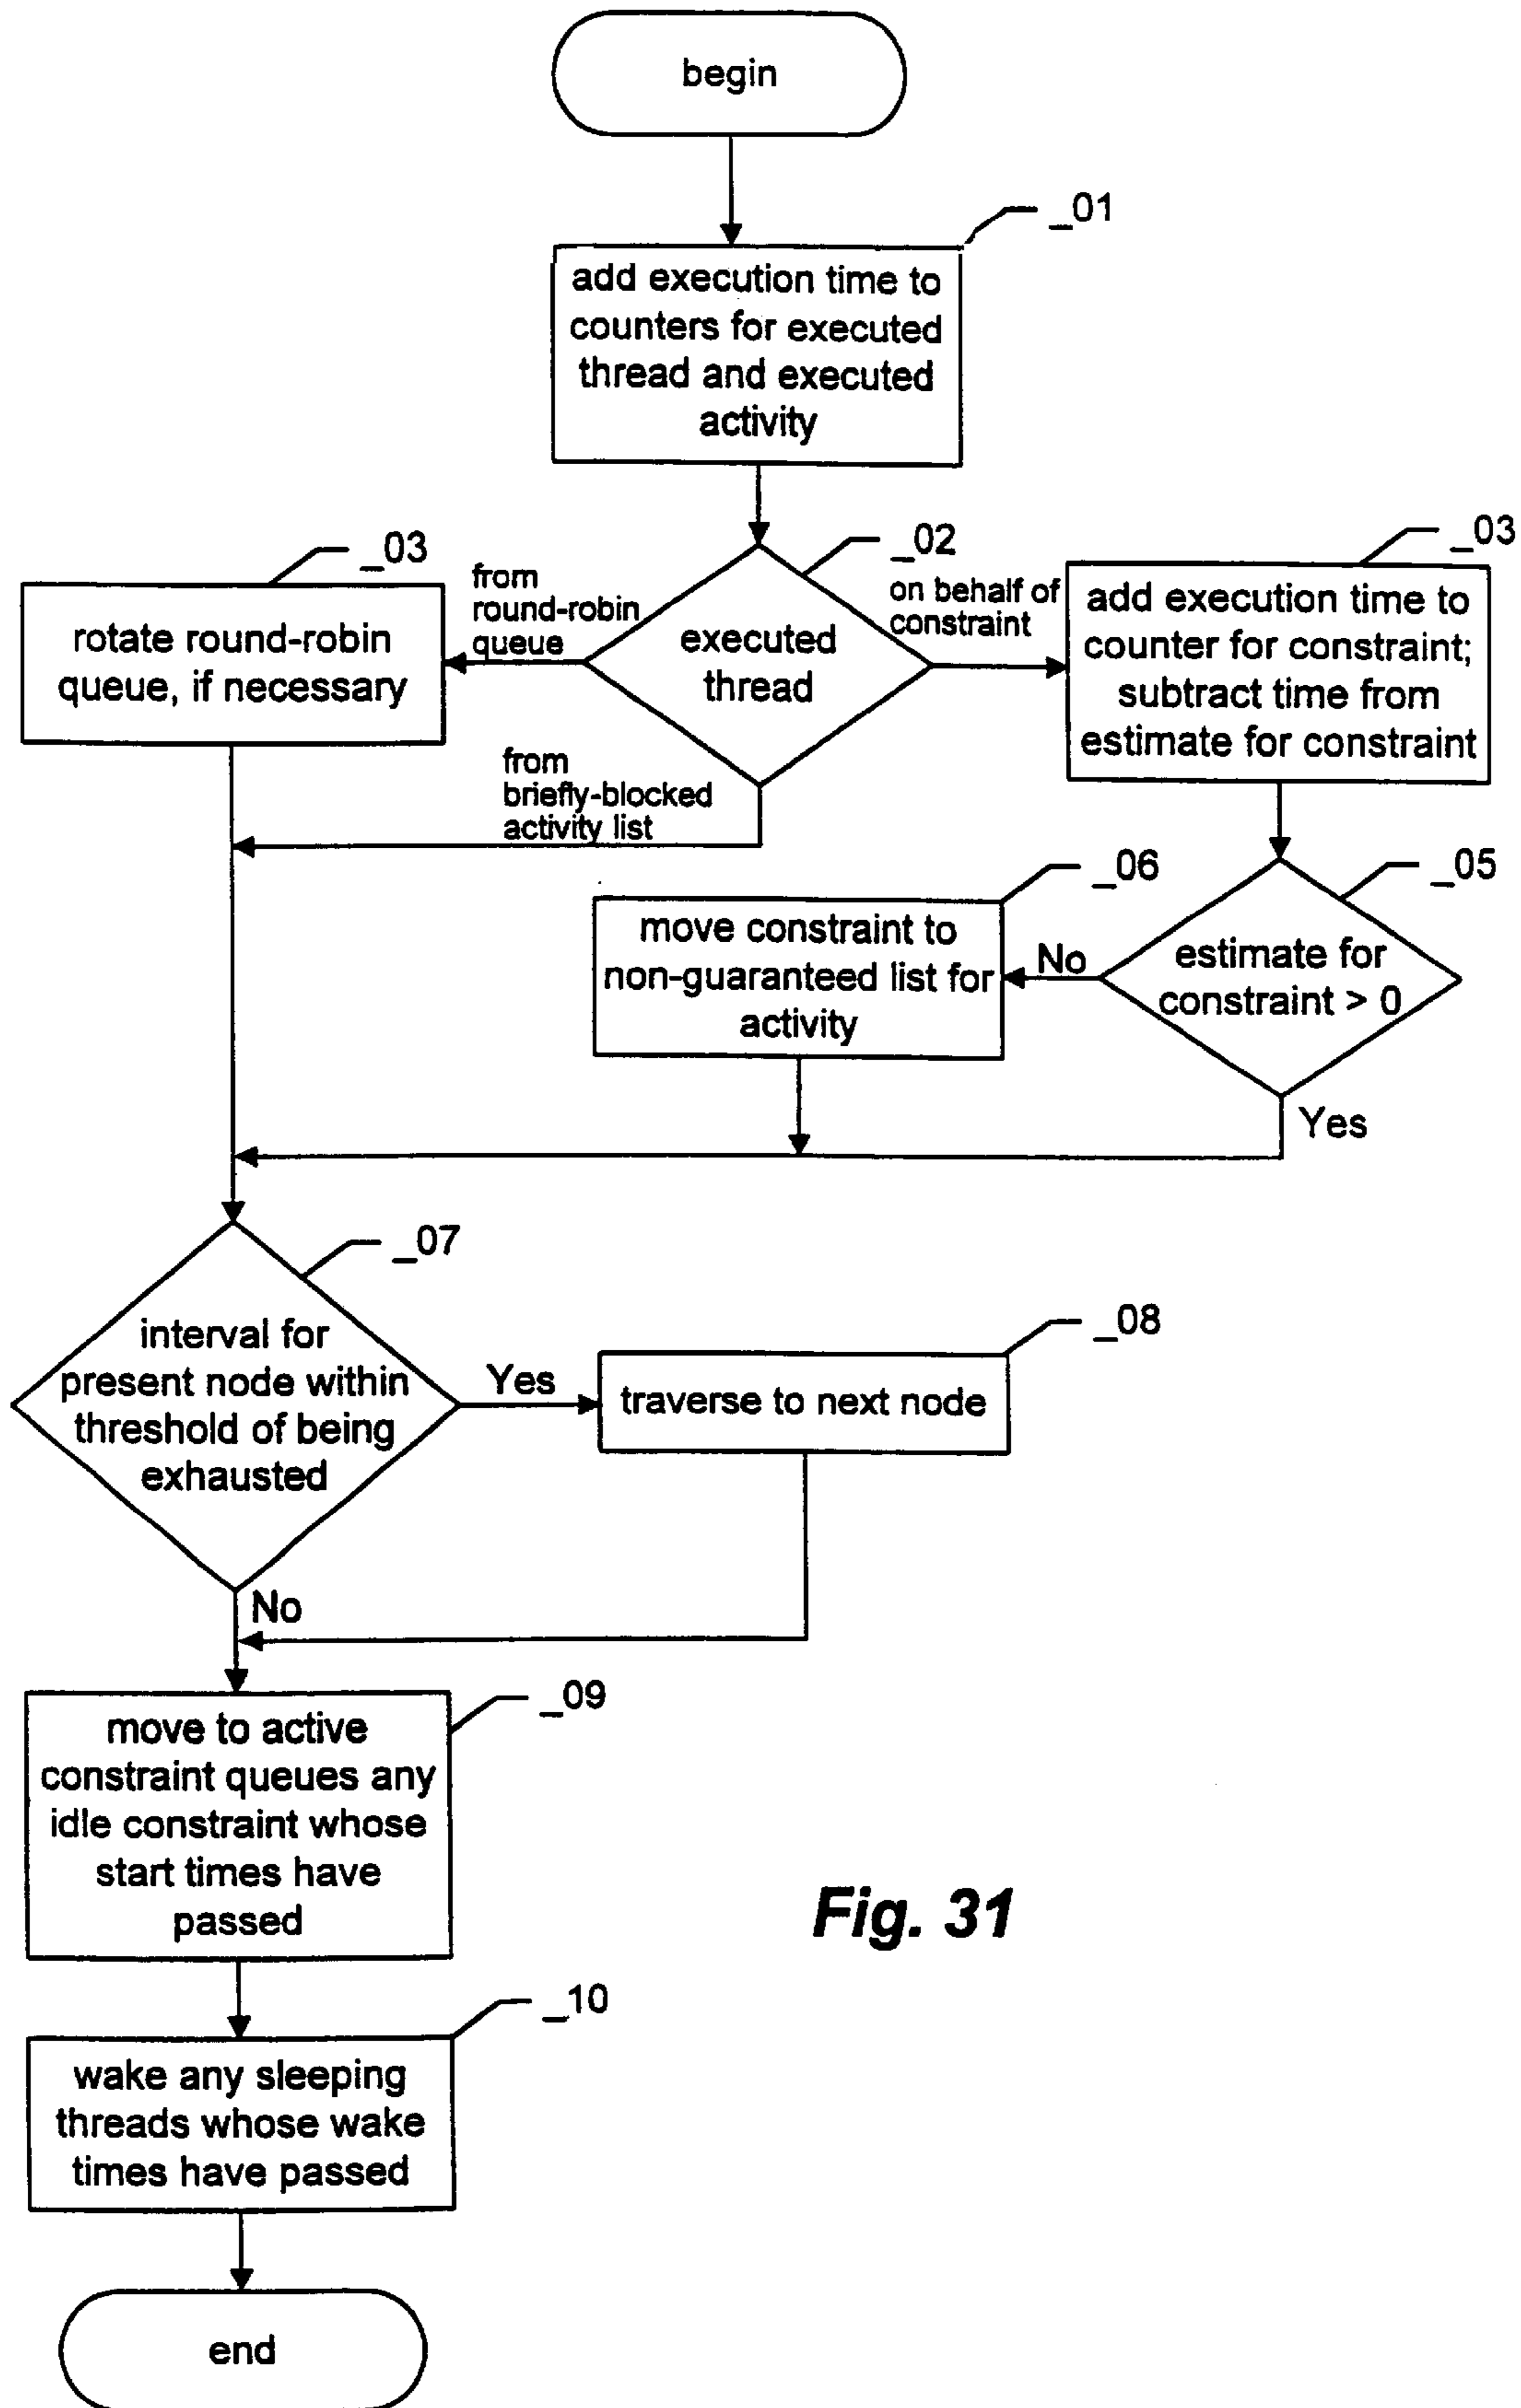 begin
_01
add execution time to
counters for executed
thread and executed
activity
_02
executed
thread
from
round-robin
queue
_03
rotate round-robin
queue, if necessary
on behalf of
constraint
_03
add execution time to
counter for constraint;
subtract time from
estimate for constraint
from
briefly-blocked
activity list
_05
estimate for
constraint > 0
No
_06
move constraint to
non-guaranteed list for
activity
Yes
_07
interval for
present node within
threshold of being
exhausted
Yes
_08
traverse to next node
No
_09
move to active
constraint queues any
idle constraint whose
start times have
passed
_10
wake any sleeping
threads whose wake
times have passed
end
Fig. 31